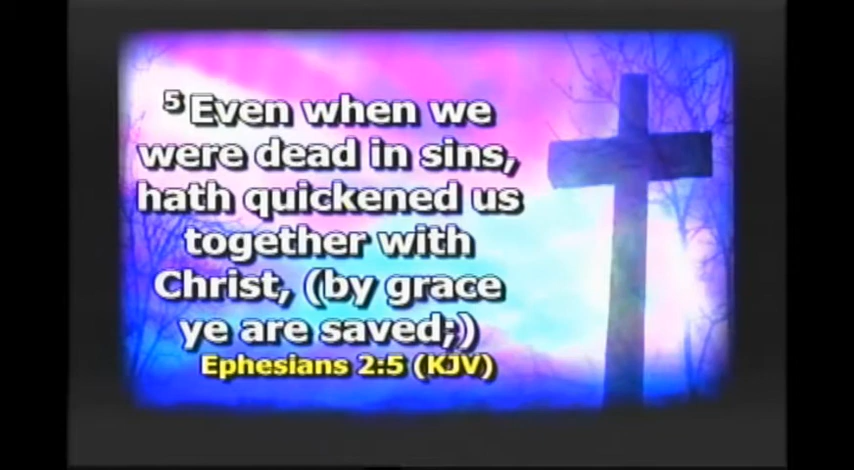 5 Even when we
were dead in sins,
hath quickened us
together with
Christ, (by grace
ye are saved;)
Ephesians 2:5 (KJV)